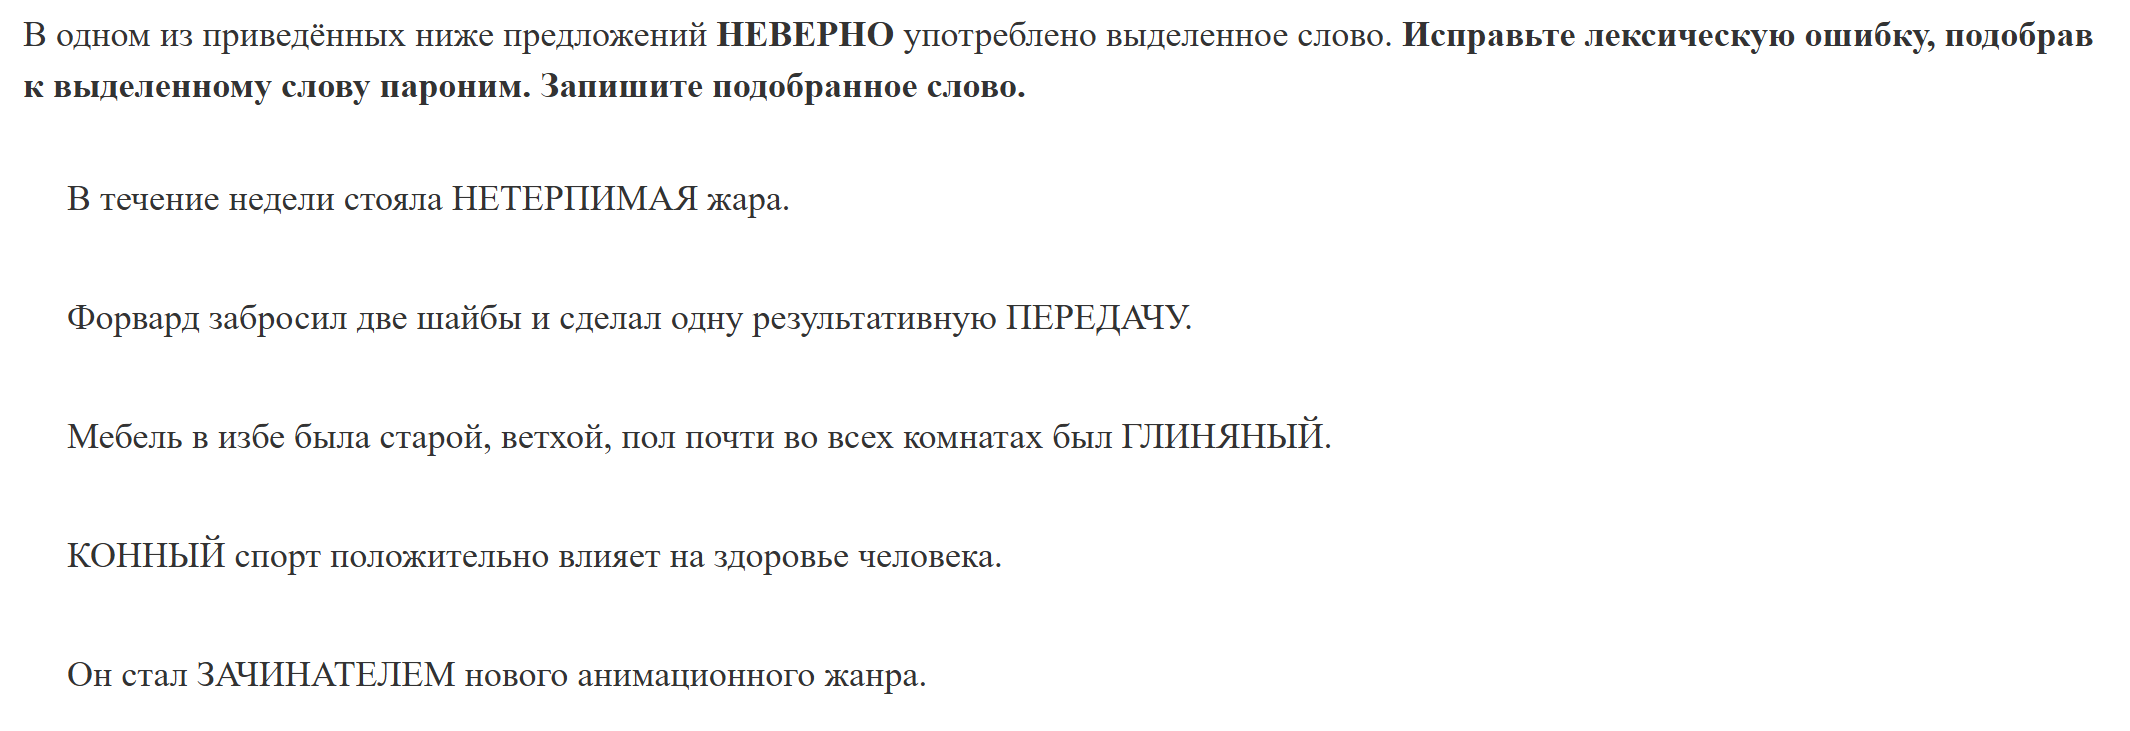 В одном из приведённых ниже предложений НЕВЕРНО употреблено выделенное слово. Исправьте лексическую ошибку, подобрав
к выделенному слову пароним. Запишите подобранное слово.
В течение недели стояла НЕТЕРПИМАЯ жара.
Форвард забросил две шайбы и сделал одну результативную ПЕРЕДАЧУ.
Мебель в избе была старой, ветхой, пол почти во всех комнатах был ГЛИНЯНЫЙ.
КОННЫЙ спорт положительно влияет на здоровье человека.
Он стал ЗАЧИНАТЕЛЕМ нового анимационного жанра.